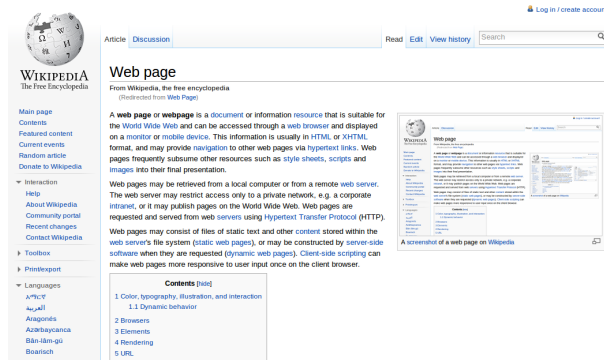 Log in / create account
Article Discussion
Read Edit View history Search
WIKIPEDIA
The Free Encyclopedia
Main page
Contents
Featured content
Current events
Random article
Donate to Wikipedia
Interaction
Help
About Wikipedia
Community portal
Recent changes
Contact Wikipedia
Toolbox
Print/export
Languages
አማርኛ
العربية
Aragonés
Azərbaycanca
Bân-lâm-gú
Boarisch
Web page
From Wikipedia, the free encyclopedia
(Redirected from Web Page)
A web page or webpage is a document or information resource that is suitable for
the World Wide Web and can be accessed through a web browser and displayed
on a monitor or mobile device. This information is usually in HTML or XHTML
format, and may provide navigation to other web pages via hypertext links. Web
pages frequently subsume other resources such as style sheets, scripts and
images into their final presentation.
Web pages may be retrieved from a local computer or from a remote web server.
The web server may restrict access only to a private network, e.g. a corporate
intranet, or it may publish pages on the World Wide Web. Web pages are
requested and served from web servers using Hypertext Transfer Protocol (HTTP).
Web pages may consist of files of static text and other content stored within the
web server's file system (static web pages), or may be constructed by server-side
software when they are requested (dynamic web pages). Client-side scripting can
make web pages more responsive to user input once on the client browser.
Contents [hide]
1 Color, typography, illustration, and interaction
1.1 Dynamic behavior
2 Browsers
3 Elements
4 Rendering
5 URL
Web page
A screenshot of a web page on Wikipedia